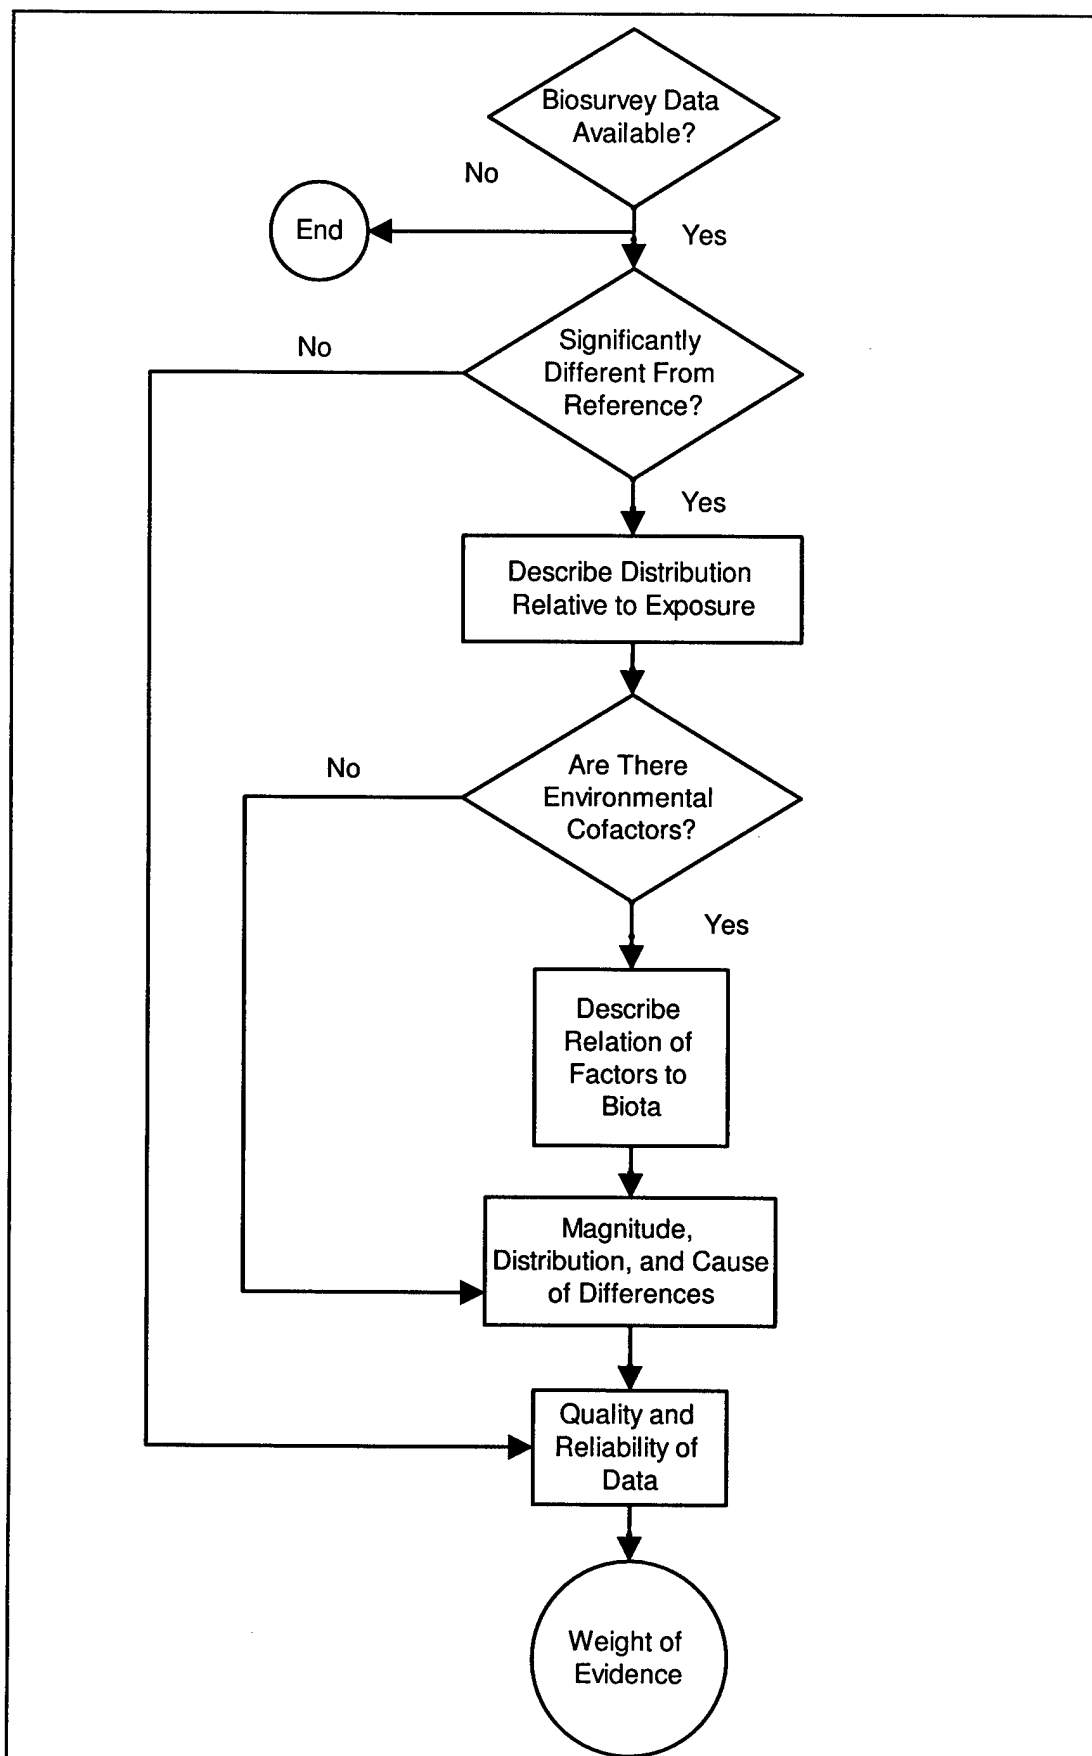 Biosurvey Data
Available?
No
End
Yes
Significantly
Different From
Reference?
No
Yes
Describe Distribution
Relative to Exposure
Are There
Environmental
Cofactors?
No
Yes
Describe
Relation of
Factors to
Biota
Magnitude,
Distribution, and Cause
of Differences
Quality and
Reliability of
Data
Weight of
Evidence